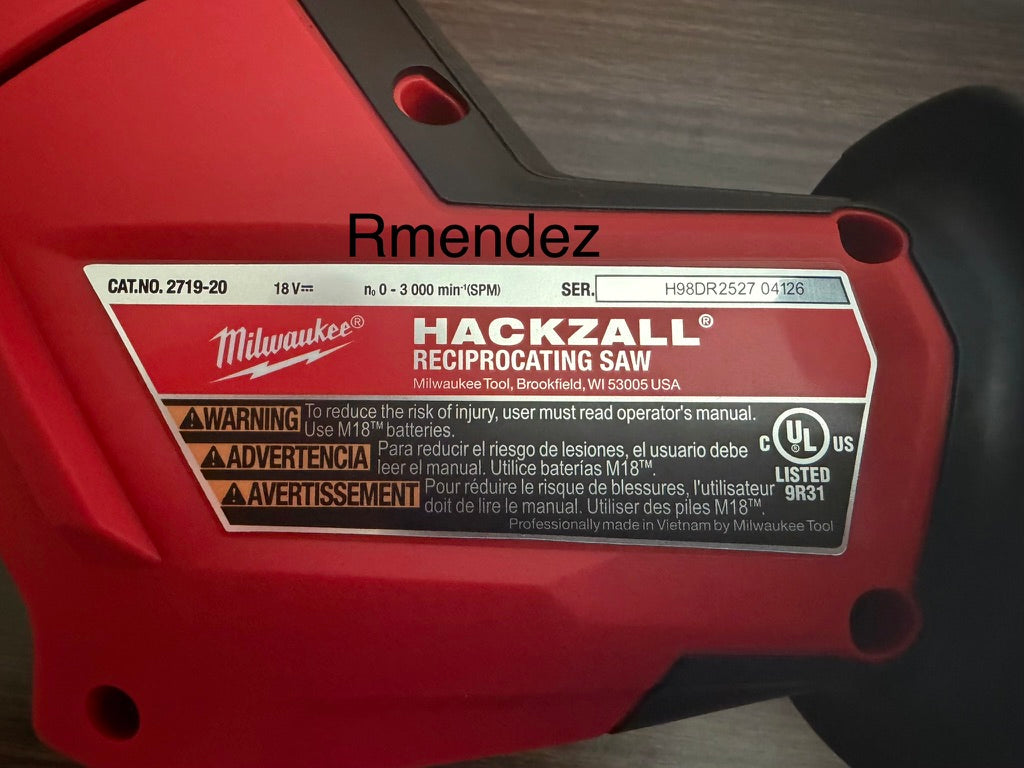 Rmendez
CAT.NO. 2719-20 18 V⎓ n₀ 0 - 3 000 min⁻¹(SPM) SER. H98DR2527 04126
Milwaukee® HACKZALL®
RECIPROCATING SAW
Milwaukee Tool, Brookfield, WI 53005 USA
⚠WARNING To reduce the risk of injury, user must read operator's manual.
Use M18™ batteries.
⚠ADVERTENCIA Para reducir el riesgo de lesiones, el usuario debe
leer el manual. Utilice baterías M18™.
⚠AVERTISSEMENT Pour réduire le risque de blessures, l'utilisateur
doit de lire le manual. Utiliser des piles M18™.
C UL® US
LISTED
9R31
Professionally made in Vietnam by Milwaukee Tool